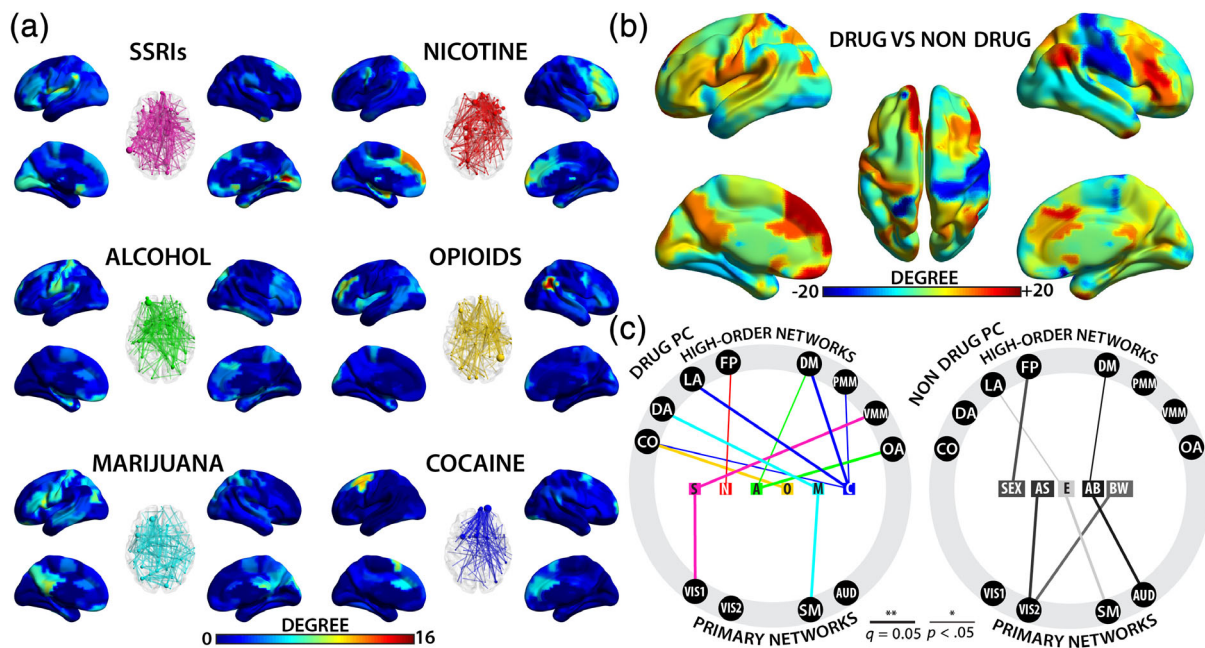 (a)
SSRIs
NICOTINE
ALCOHOL
OPIOIDS
MARIJUANA
COCAINE
DEGREE
0
16
(b)
DRUG VS NON DRUG
DEGREE
-20
+20
(c)
DRUG PC
HIGH-ORDER NETWORKS
FP
DM
LA
PMM
DA
VMM
CO
OA
S
N
A
O
M
C
VIS1
VIS2
SM
AUD
PRIMARY NETWORKS
**
q = 0.05
*
p < .05
NON DRUG PC
HIGH-ORDER NETWORKS
FP
DM
LA
PMM
DA
VMM
CO
OA
SEX
AS
E
AB
BW
VIS1
VIS2
SM
AUD
PRIMARY NETWORKS